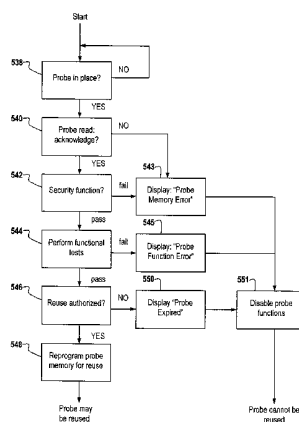 Start
538
Probe in place?
NO
YES
540
Probe read;
acknowledge?
NO
YES
542
Security function?
fail
543
Display: "Probe
Memory Error"
pass
544
Perform functional
tests
fail
545
Display: "Probe
Function Error"
pass
546
Reuse authorized?
NO
550
Display "Probe
Expired"
551
Disable probe
functions
YES
548
Reprogram probe
memory for reuse
Probe may
be reused
Probe cannot be
reused